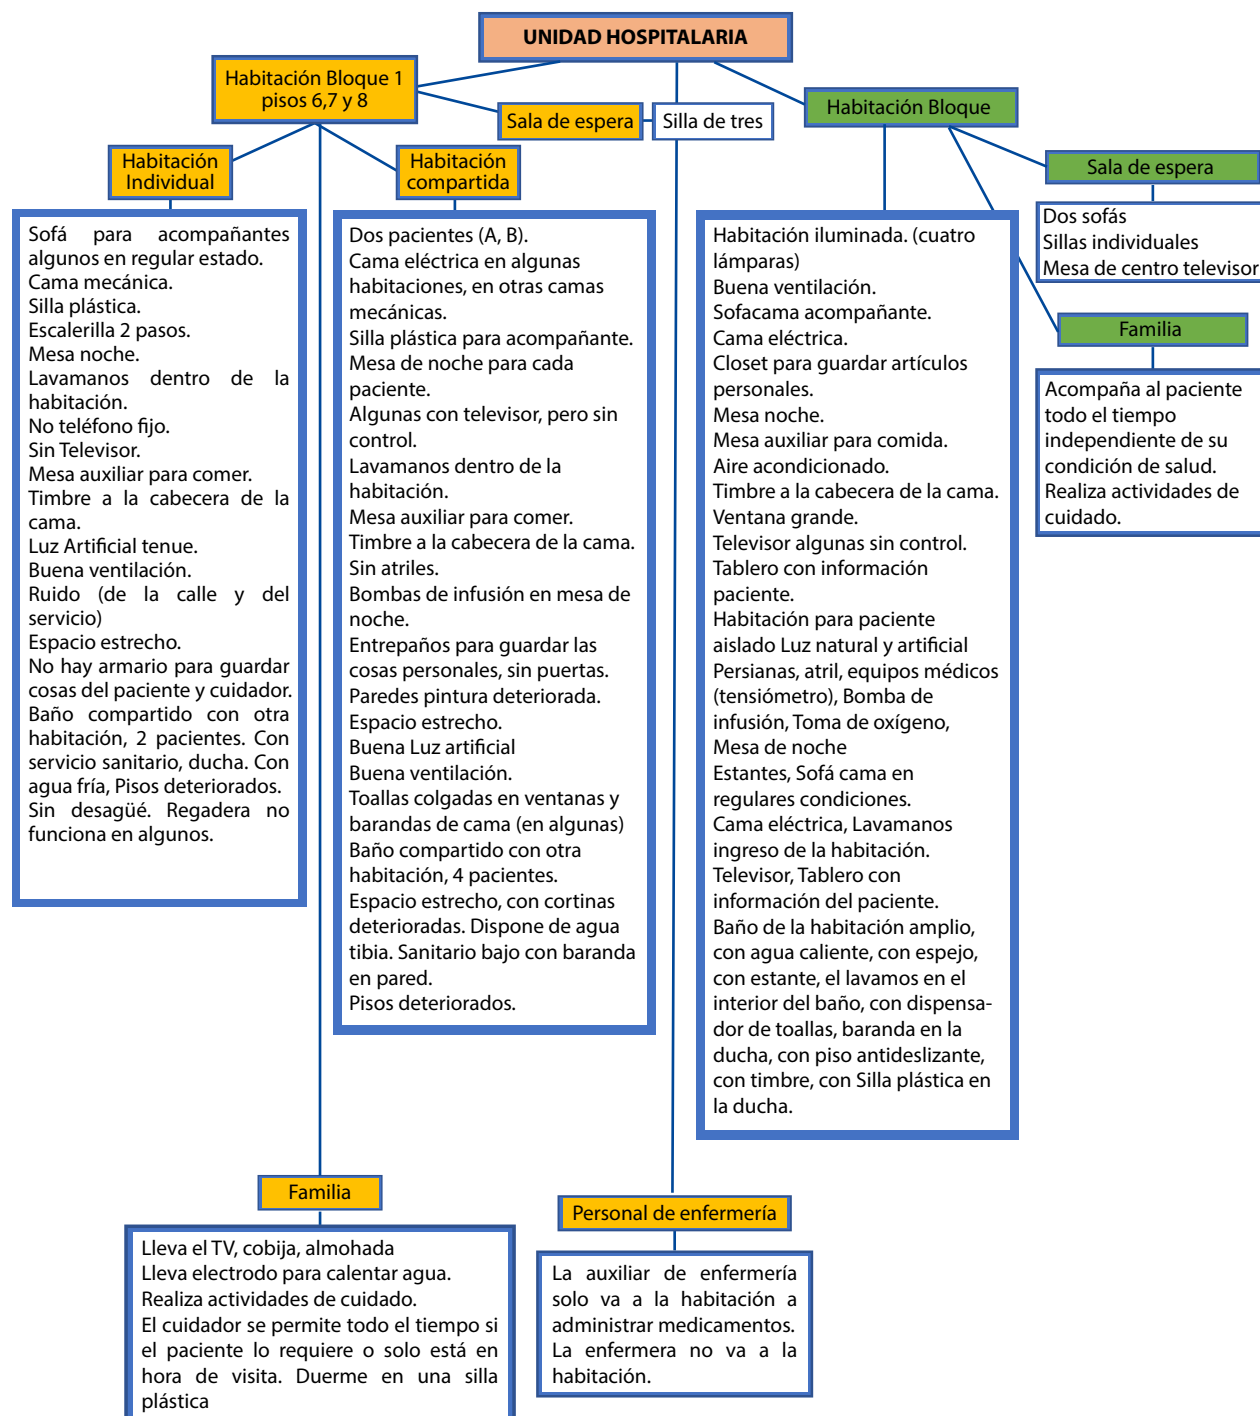 UNIDAD HOSPITALARIA
Habitación Bloque 1
pisos 6,7 y 8
Sala de espera
Silla de tres
Habitación Bloque
Habitación
Individual
Habitación
compartida
Sala de espera
Sofá para acompañantes
algunos en regular estado.
Cama mecánica.
Silla plástica.
Escalerilla 2 pasos.
Mesa noche.
Lavamanos dentro de la
habitación.
No teléfono fijo.
Sin Televisor.
Mesa auxiliar para comer.
Timbre a la cabecera de la
cama.
Luz Artificial tenue.
Buena ventilación.
Ruido (de la calle y del
servicio)
Espacio estrecho.
No hay armario para guardar
cosas del paciente y cuidador.
Baño compartido con otra
habitación, 2 pacientes. Con
servicio sanitario, ducha. Con
agua fría, Pisos deteriorados.
Sin desagüé. Regadera no
funciona en algunos.
Dos pacientes (A, B).
Cama eléctrica en algunas
habitaciones, en otras camas
mecánicas.
Silla plástica para acompañante.
Mesa de noche para cada
paciente.
Algunas con televisor, pero sin
control.
Lavamanos dentro de la
habitación.
Mesa auxiliar para comer.
Timbre a la cabecera de la cama.
Sin atriles.
Bombas de infusión en mesa de
noche.
Entrepaños para guardar las
cosas personales, sin puertas.
Paredes pintura deteriorada.
Espacio estrecho.
Buena Luz artificial
Buena ventilación.
Toallas colgadas en ventanas y
barandas de cama (en algunas)
Baño compartido con otra
habitación, 4 pacientes.
Espacio estrecho, con cortinas
deterioradas. Dispone de agua
tibia. Sanitario bajo con baranda
en pared.
Pisos deteriorados.
Habitación iluminada. (cuatro
lámparas)
Buena ventilación.
Sofacama acompañante.
Cama eléctrica.
Closet para guardar artículos
personales.
Mesa noche.
Mesa auxiliar para comida.
Aire acondicionado.
Timbre a la cabecera de la cama.
Ventana grande.
Televisor algunas sin control.
Tablero con información
paciente.
Habitación para paciente
aislado Luz natural y artificial
Persianas, atril, equipos médicos
(tensiómetro), Bomba de
infusión, Toma de oxígeno,
Mesa de noche
Estantes, Sofá cama en
regulares condiciones.
Cama eléctrica, Lavamanos
ingreso de la habitación.
Televisor, Tablero con
información del paciente.
Baño de la habitación amplio,
con agua caliente, con espejo,
con estante, el lavamos en el
interior del baño, con dispensa-
dor de toallas, baranda en la
ducha, con piso antideslizante,
con timbre, con Silla plástica en
la ducha.
Dos sofás
Sillas individuales
Mesa de centro televisor
Familia
Acompaña al paciente
todo el tiempo
independiente de su
condición de salud.
Realiza actividades de
cuidado.
Familia
Lleva el TV, cobija, almohada
Lleva electrodo para calentar agua.
Realiza actividades de cuidado.
El cuidador se permite todo el tiempo si
el paciente lo requiere o solo está en
hora de visita. Duerme en una silla
plástica
Personal de enfermería
La auxiliar de enfermería
solo va a la habitación a
administrar medicamentos.
La enfermera no va a la
habitación.